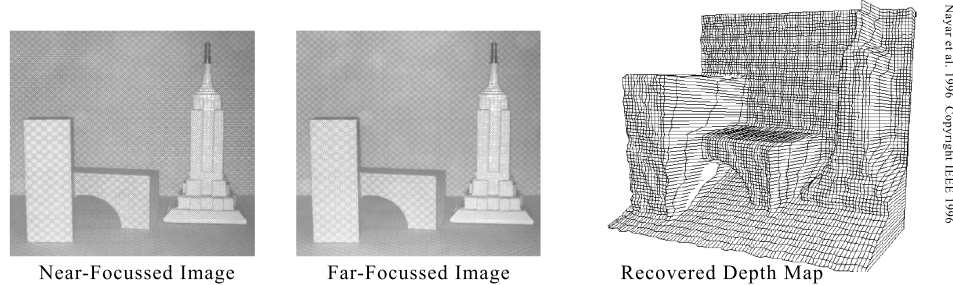 Near-Focussed Image
Far-Focussed Image
Recovered Depth Map
Nayar et al. 1996 Copyright IEEE 1996